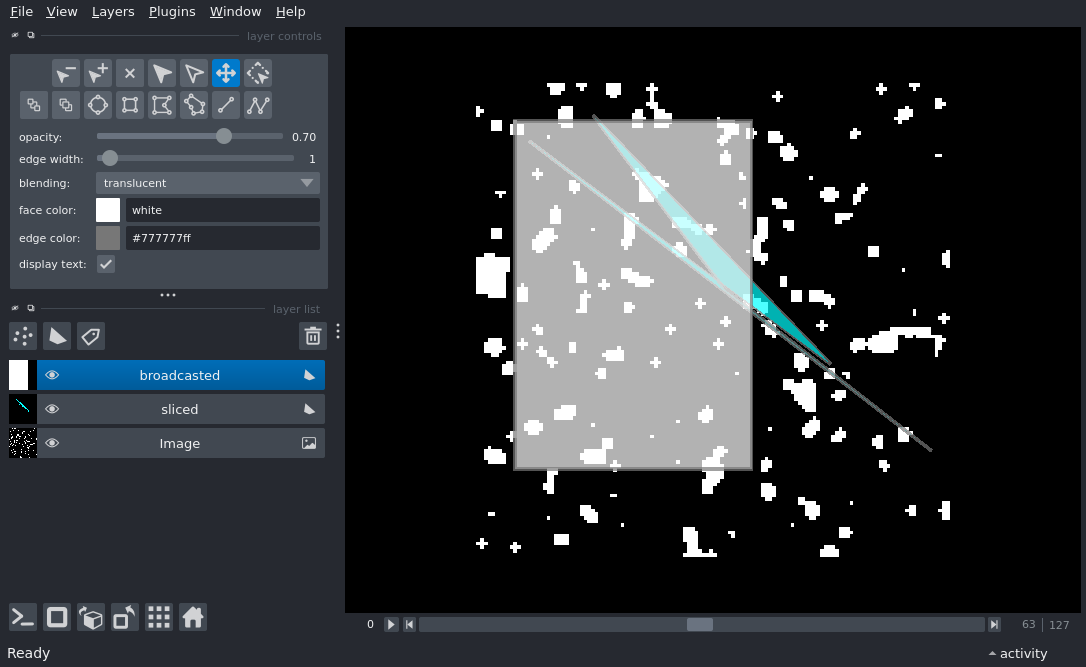 File View Layers Plugins Window Help
layer controls
opacity: 0.70
edge width: 1
blending: translucent
face color: white
edge color: #777777ff
display text:
layer list
broadcasted
sliced
Image
0 63 127
Ready activity